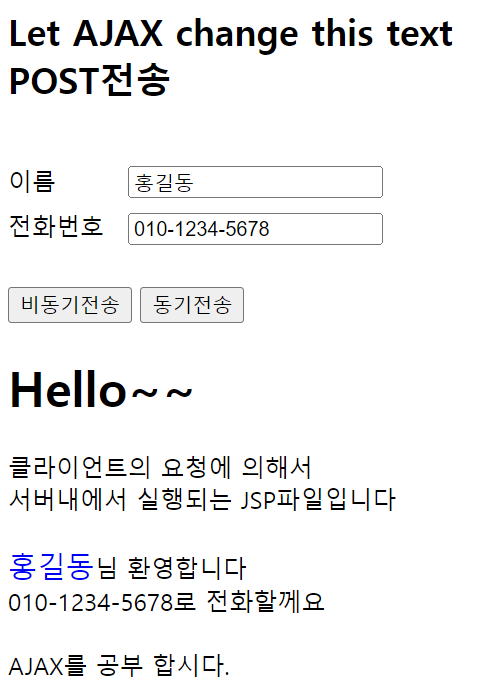 Let AJAX change this text
POST전송
이름 홍길동
전화번호 010-1234-5678
비동기전송 동기전송
Hello~~
클라이언트의 요청에 의해서
서버내에서 실행되는 JSP파일입니다
홍길동님 환영합니다
010-1234-5678로 전화할께요
AJAX를 공부 합시다.